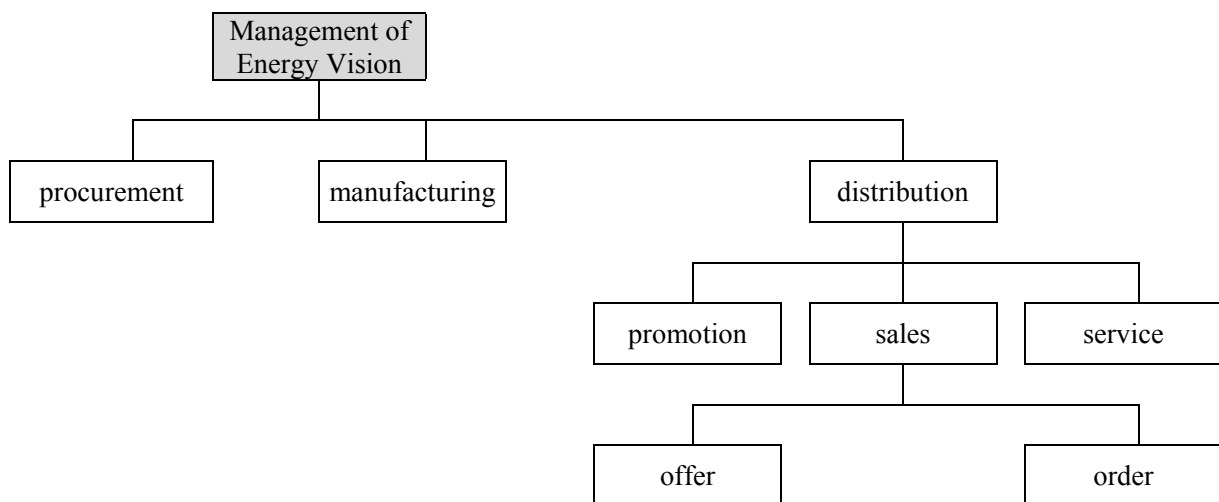 Management of
Energy Vision
procurement
manufacturing
distribution
promotion
sales
service
offer
order